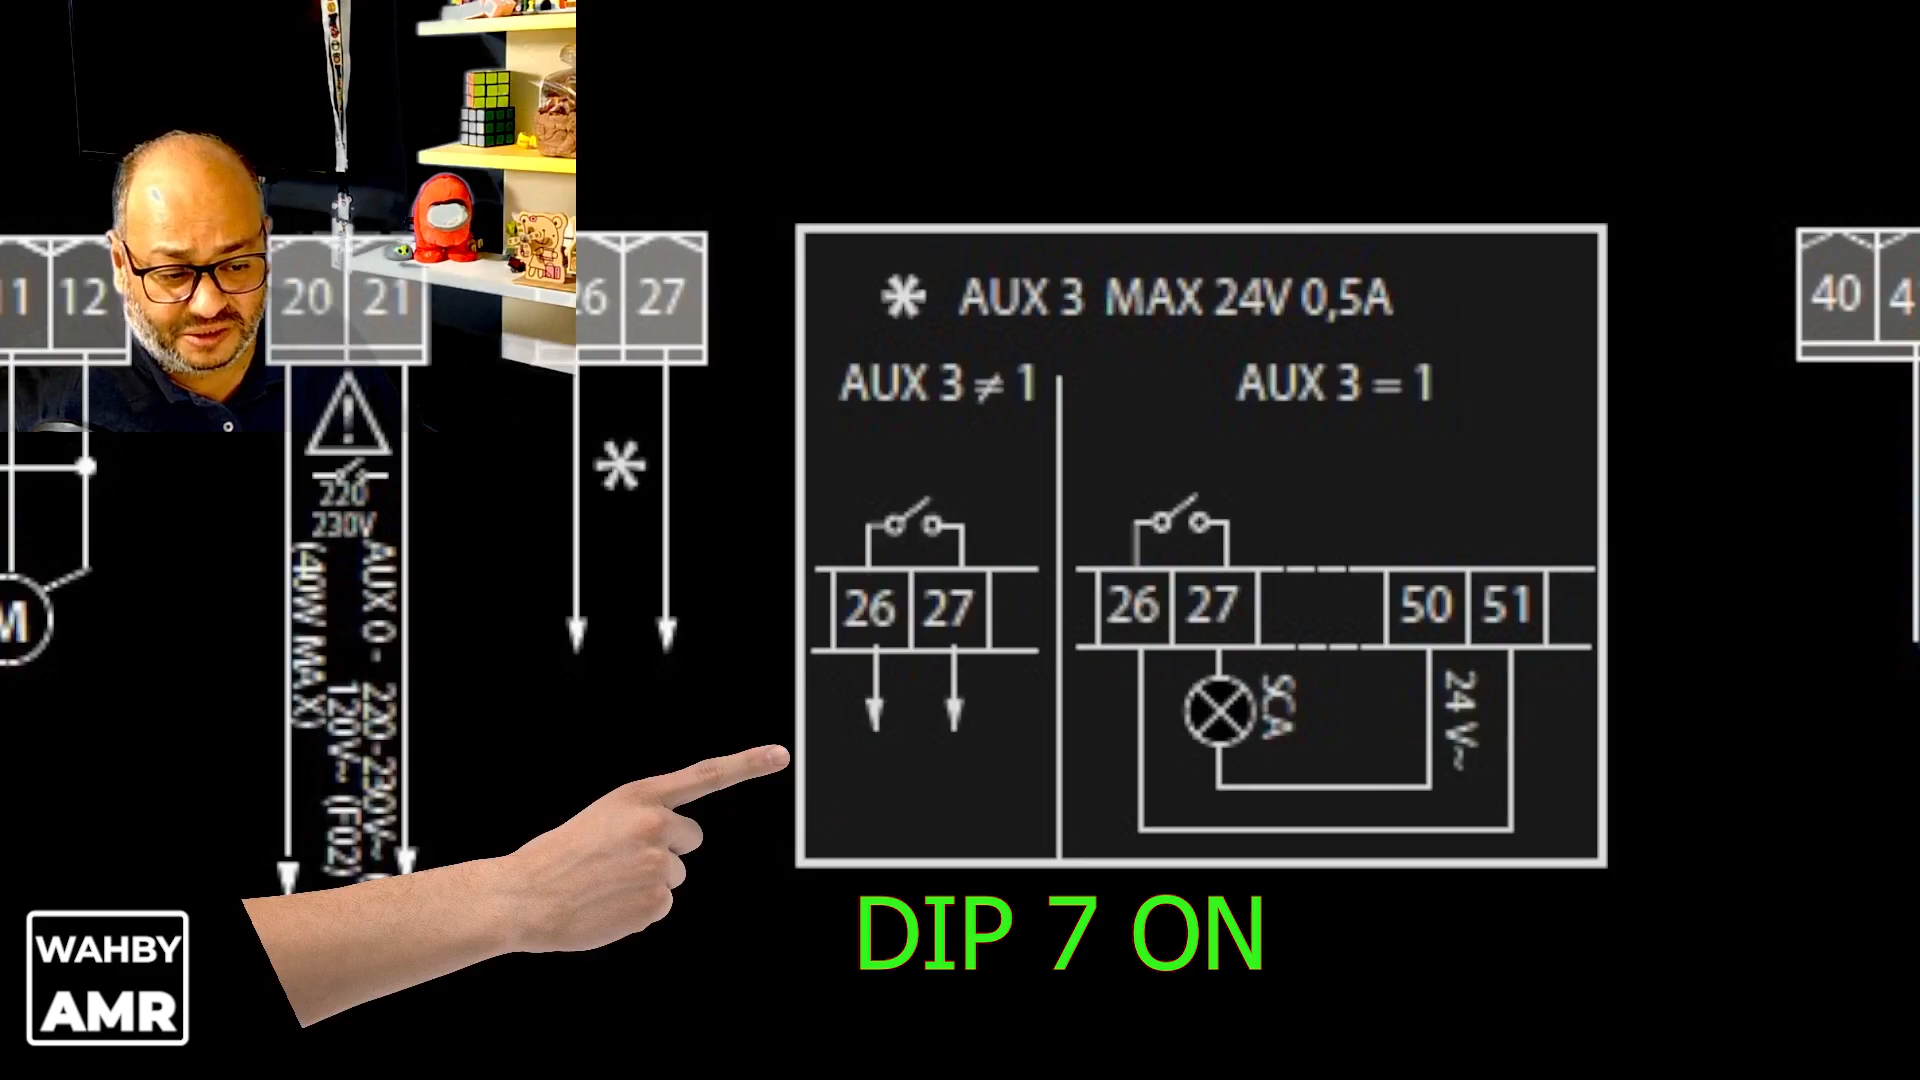 11 12 20 21 26 27
220
230V
AUX 0 - 220-230V~
120V~ (F02)
(40W MAX)
*
* AUX 3 MAX 24V 0,5A
AUX 3 ≠ 1
26 27
AUX 3 = 1
26 27 50 51
SCA
24 V~
40
M
DIP 7 ON
WAHBY
AMR